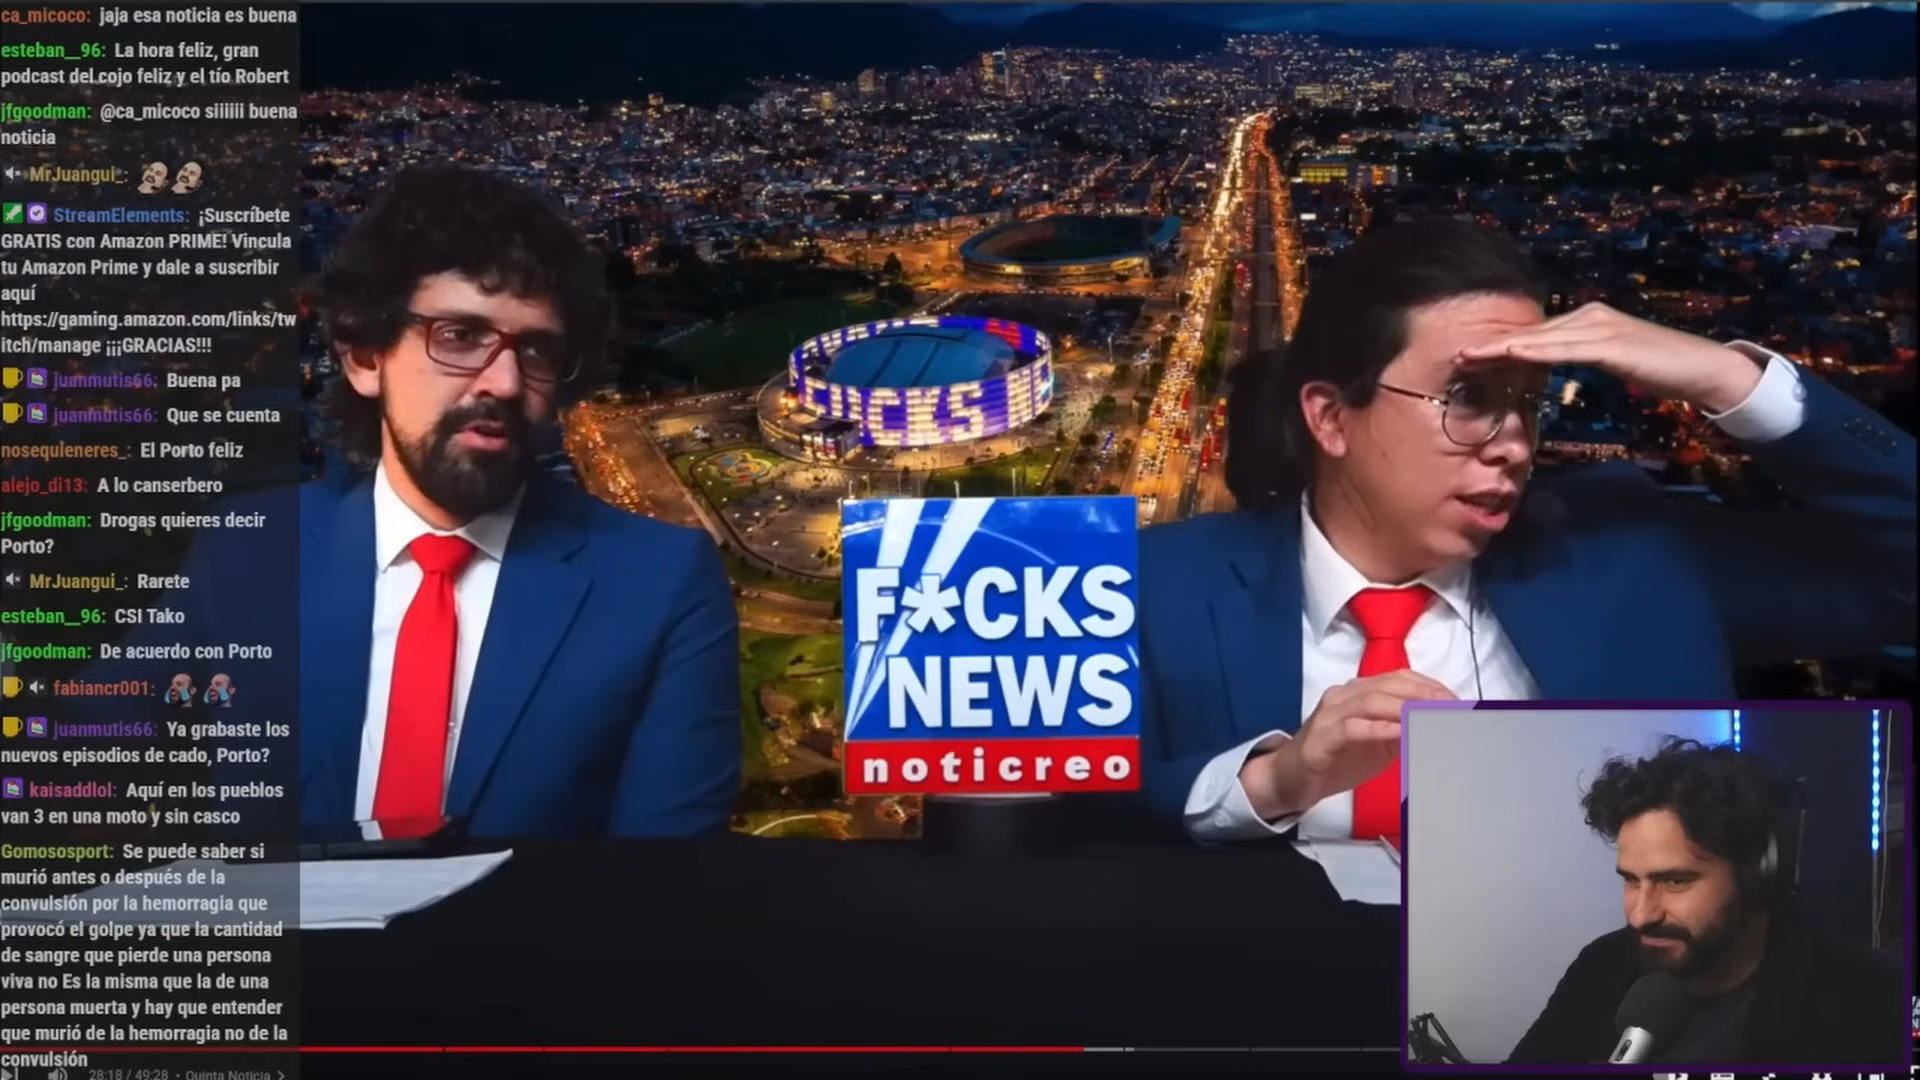 ca_micoco: jaja esa noticia es buena
esteban__96: La hora feliz, gran
podcast del cojo feliz y el tío Robert
jfgoodman: @ca_micoco siiiiii buena
noticia
MrJuangui_:
StreamElements: ¡Suscríbete
GRATIS con Amazon PRIME! Vincula
tu Amazon Prime y dale a suscribir
aquí
https://gaming.amazon.com/links/tw
itch/manage ¡¡¡GRACIAS!!!
juanmutis66: Buena pa
juanmutis66: Que se cuenta
nosequieneres_: El Porto feliz
alejo_di13: A lo canserbero
jfgoodman: Drogas quieres decir
Porto?
MrJuangui_: Rarete
esteban__96: CSI Tako
jfgoodman: De acuerdo con Porto
fabiancr001:
juanmutis66: Ya grabaste los
nuevos episodios de cado, Porto?
kaisaddlol: Aquí en los pueblos
van 3 en una moto y sin casco
Gomososport: Se puede saber si
murió antes o después de la
convulsión por la hemorragia que
provocó el golpe ya que la cantidad
de sangre que pierde una persona
viva no Es la misma que la de una
persona muerta y hay que entender
que murió de la hemorragia no de la
convulsión
28:18 / 49:28 • Quinta Noticia >
F*CKS
NEWS
noticreo